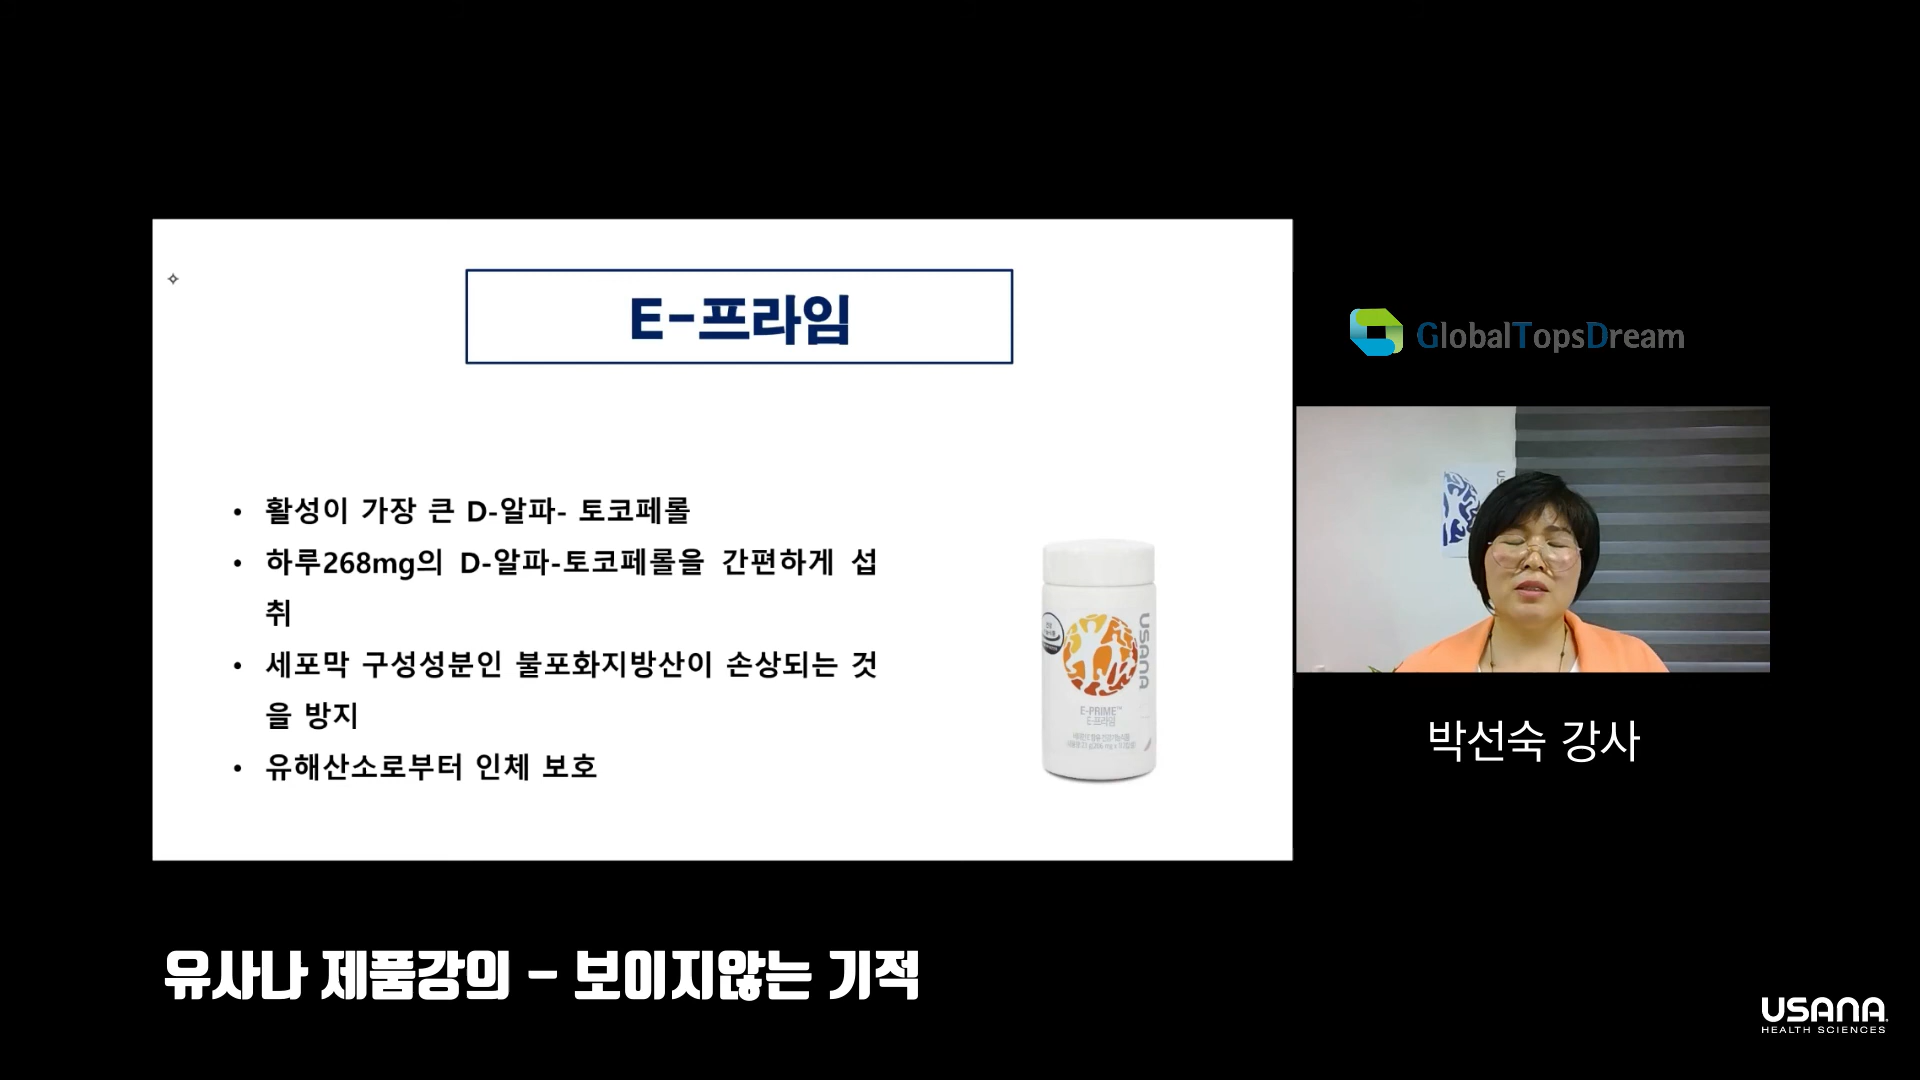 E-프라임
• 활성이 가장 큰 D-알파- 토코페롤
• 하루268mg의 D-알파-토코페롤을 간편하게 섭
취
• 세포막 구성성분인 불포화지방산이 손상되는 것
을 방지
• 유해산소로부터 인체 보호
USANA
E-PRIME™
E-프라임
GlobalTopsDream
박선숙 강사
유사나 제품강의 - 보이지않는 기적
USANA
HEALTH SCIENCES